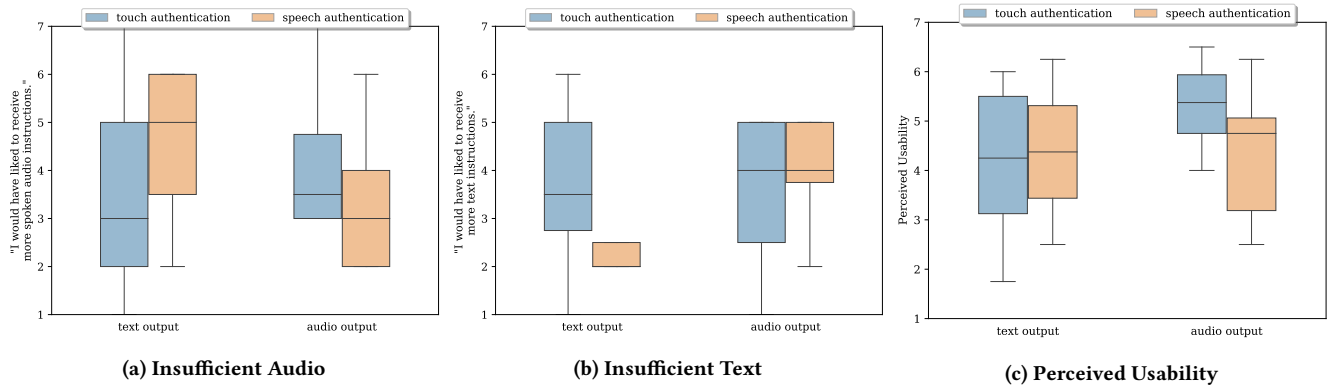 touch authentication speech authentication
"I would have liked to receive
more spoken audio instructions."
7
6
5
4
3
2
1
text output audio output
(a) Insufficient Audio
touch authentication speech authentication
"I would have liked to receive
more text instructions."
7
6
5
4
3
2
1
text output audio output
(b) Insufficient Text
touch authentication speech authentication
Perceived Usability
7
6
5
4
3
2
1
text output audio output
(c) Perceived Usability